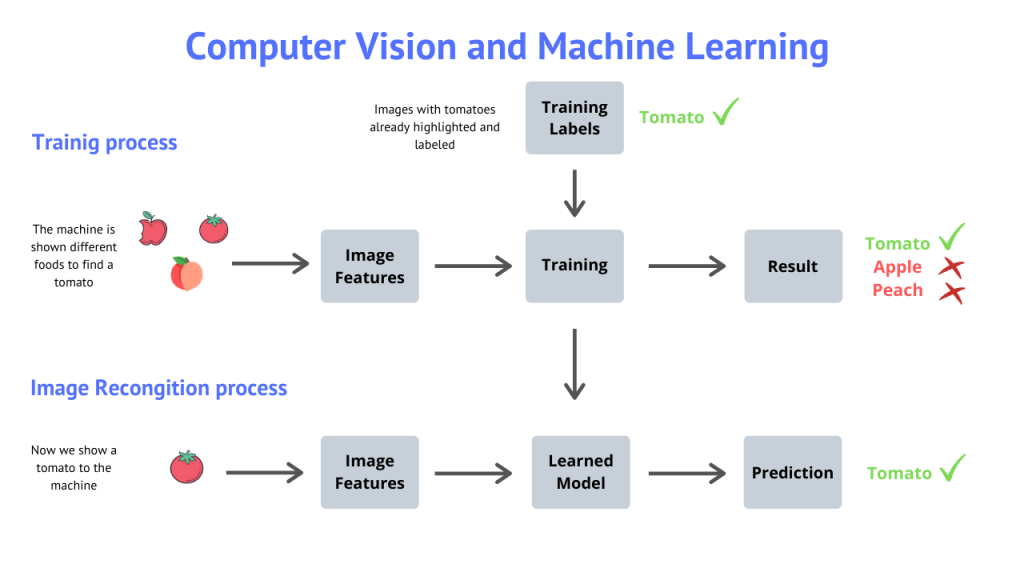 Computer Vision and Machine Learning
Images with tomatoes
already highlighted and
labeled
Training
Labels
Tomato
Trainig process
The machine is
shown different
foods to find a
tomato
Image
Features
Training
Result
Tomato
Apple
Peach
Image Recongition process
Now we show a
tomato to the
machine
Image
Features
Learned
Model
Prediction
Tomato